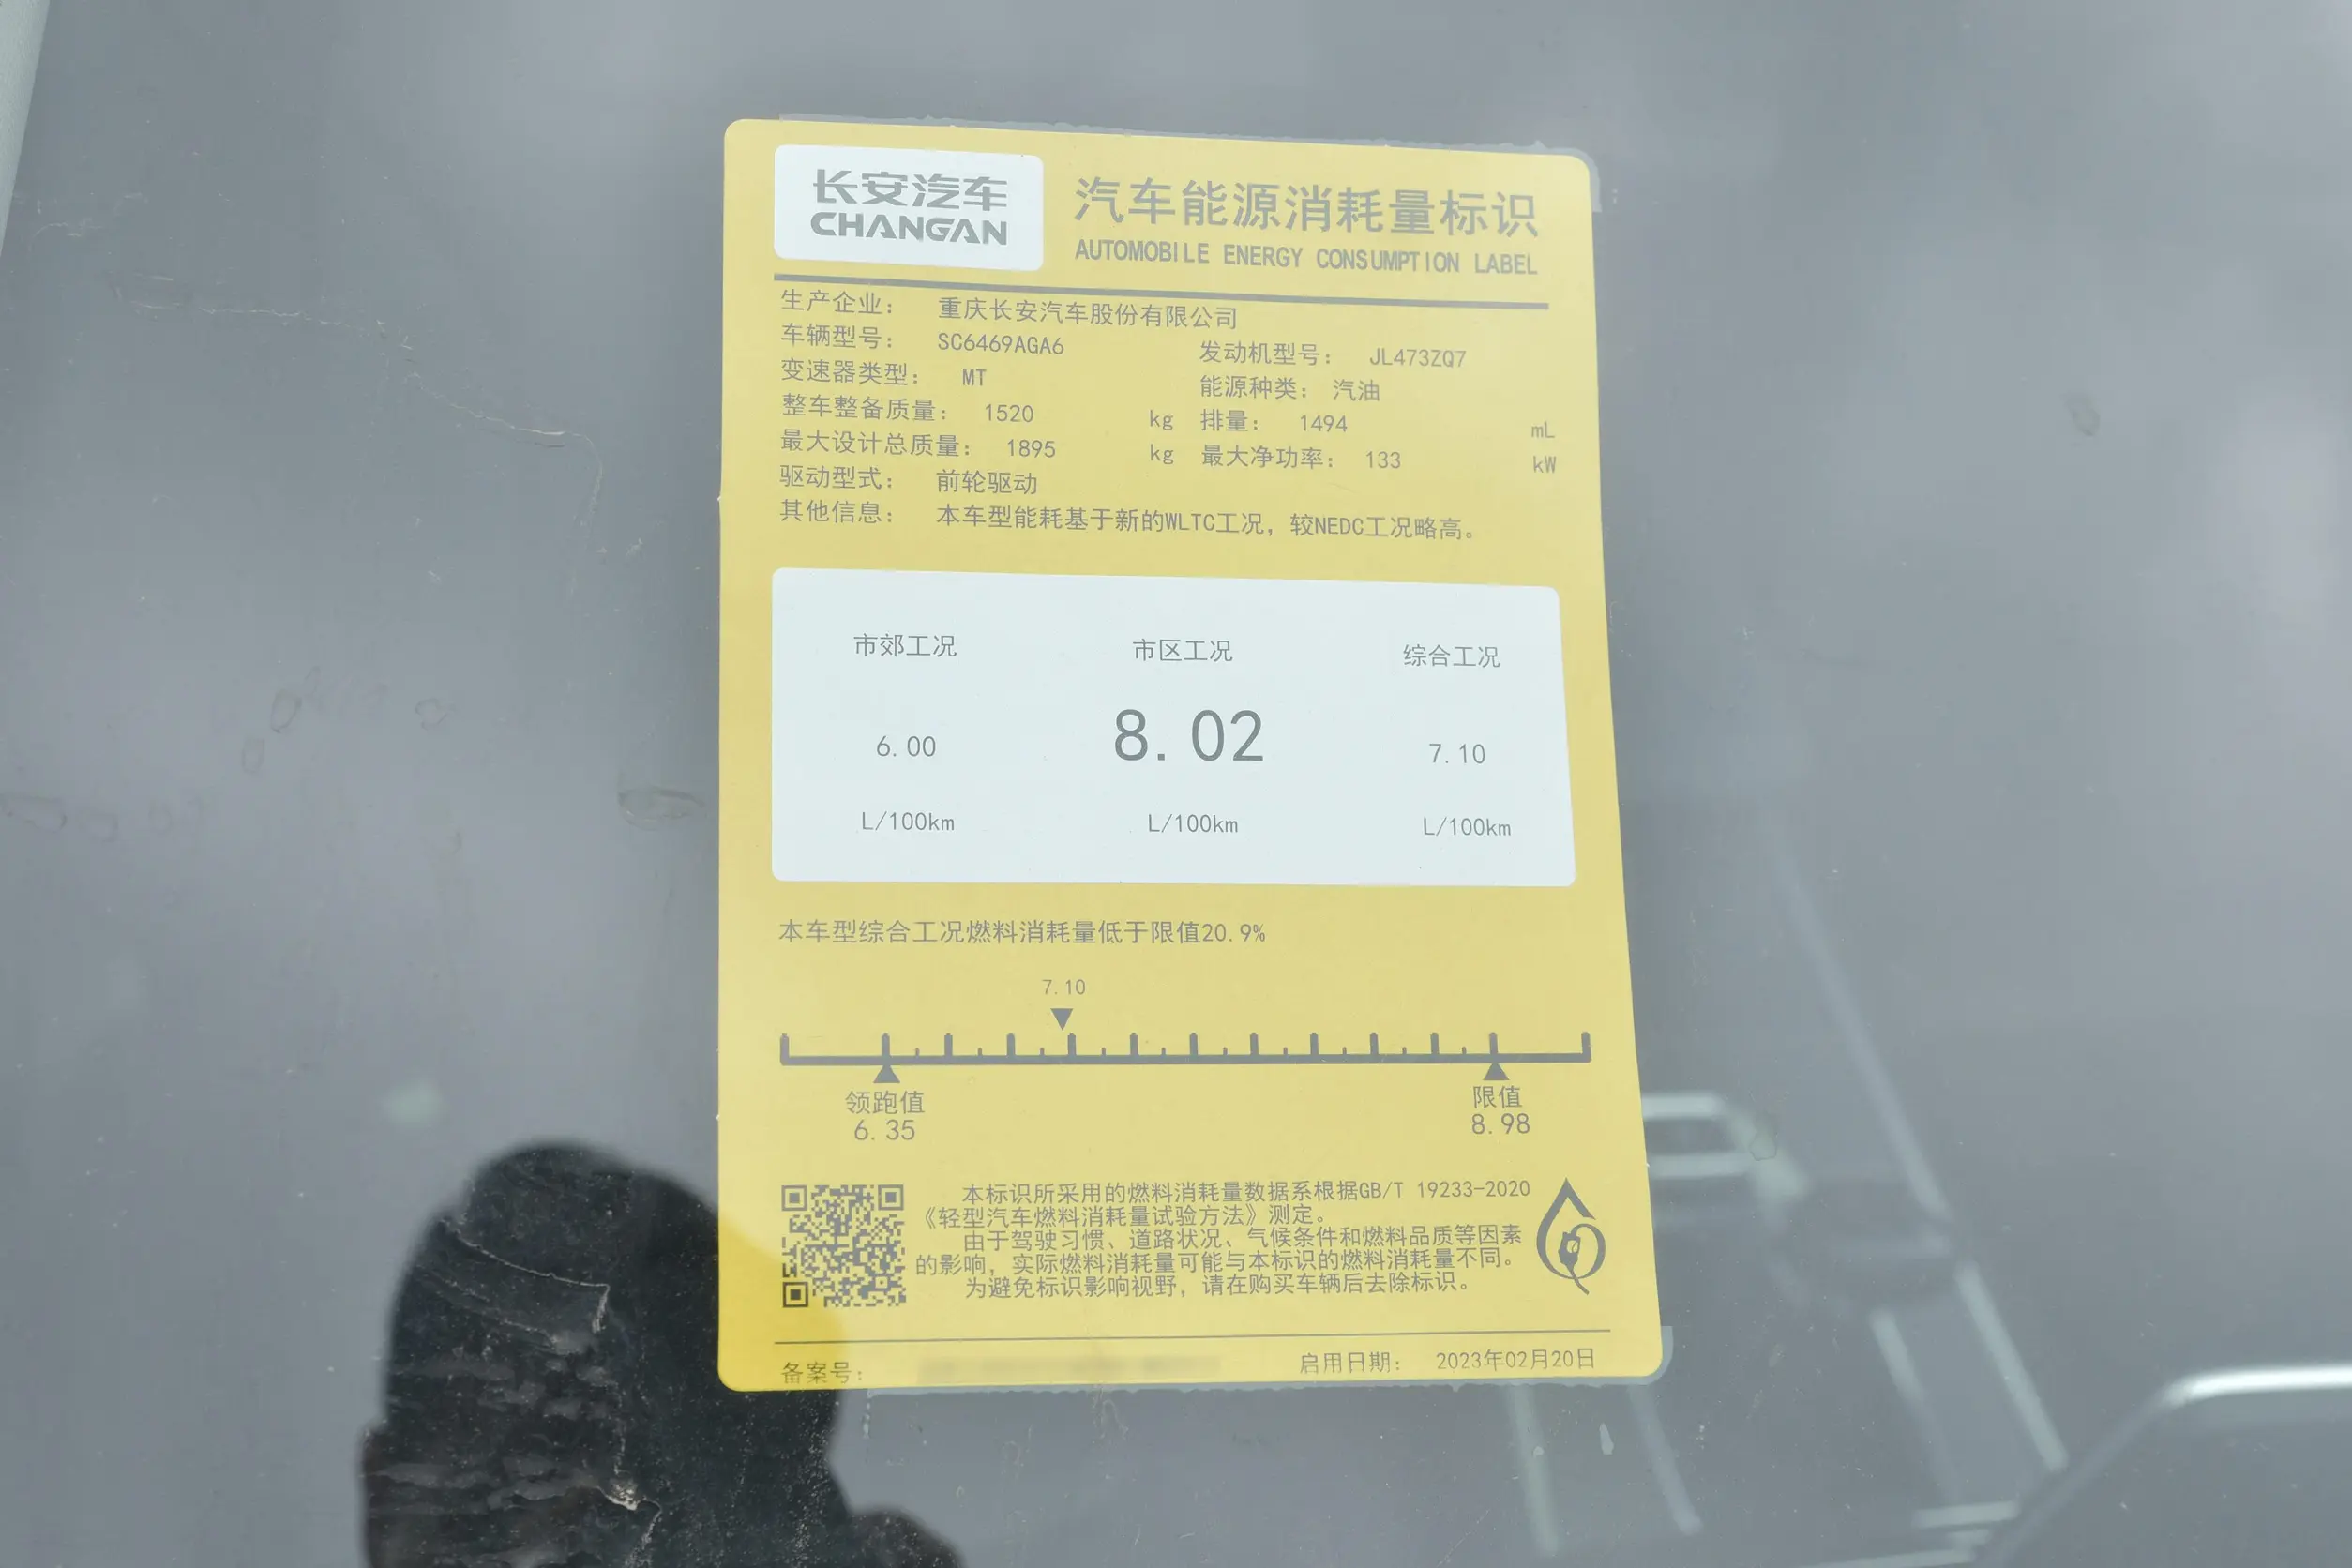 长安汽车
CHANGAN
汽车能源消耗量标识
AUTOMOBILE ENERGY CONSUMPTION LABEL
生产企业： 重庆长安汽车股份有限公司
车辆型号： SC6469AGA6 发动机型号： JL473ZQ7
变速器类型： MT 能源种类： 汽油
整车整备质量： 1520 kg 排量： 1494 mL
最大设计总质量： 1895 kg 最大净功率： 133 kW
驱动型式： 前轮驱动
其他信息： 本车型能耗基于新的WLTC工况，较NEDC工况略高。
市郊工况 市区工况 综合工况
6.00 8.02 7.10
L/100km L/100km L/100km
本车型综合工况燃料消耗量低于限值20.9%
7.10
领跑值 限值
6.35 8.98
本标识所采用的燃料消耗量数据系根据GB/T 19233-2020
《轻型汽车燃料消耗量试验方法》测定。
由于驾驶习惯、道路状况、气候条件和燃料品质等因素
的影响，实际燃料消耗量可能与本标识的燃料消耗量不同。
为避免标识影响视野，请在购买车辆后去除标识。
备案号： 启用日期： 2023年02月20日